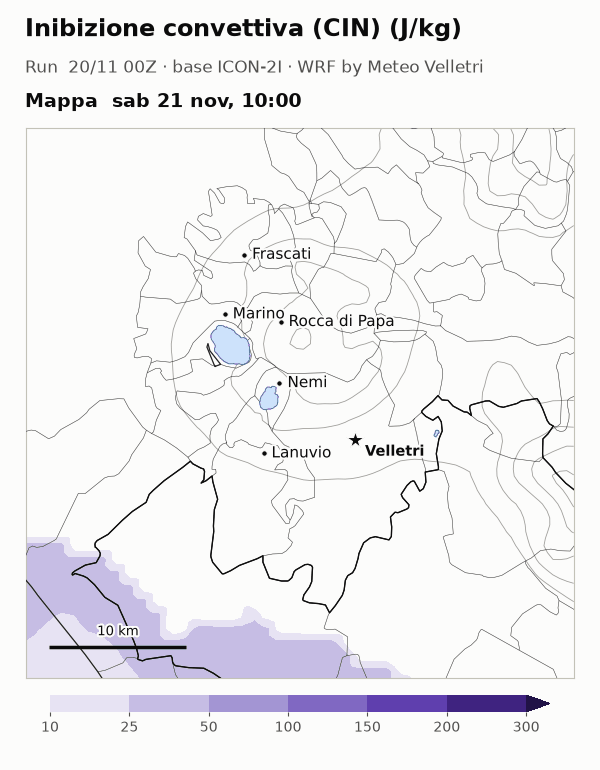 Inibizione convettiva (CIN) (J/kg)
Run  20/11 00Z · base ICON-2I · WRF by Meteo Velletri
Mappa  sab 21 nov, 10:00
Frascati
Marino
Rocca di Papa
Nemi
Velletri
Lanuvio
10 km
10 25 50 100 150 200 300